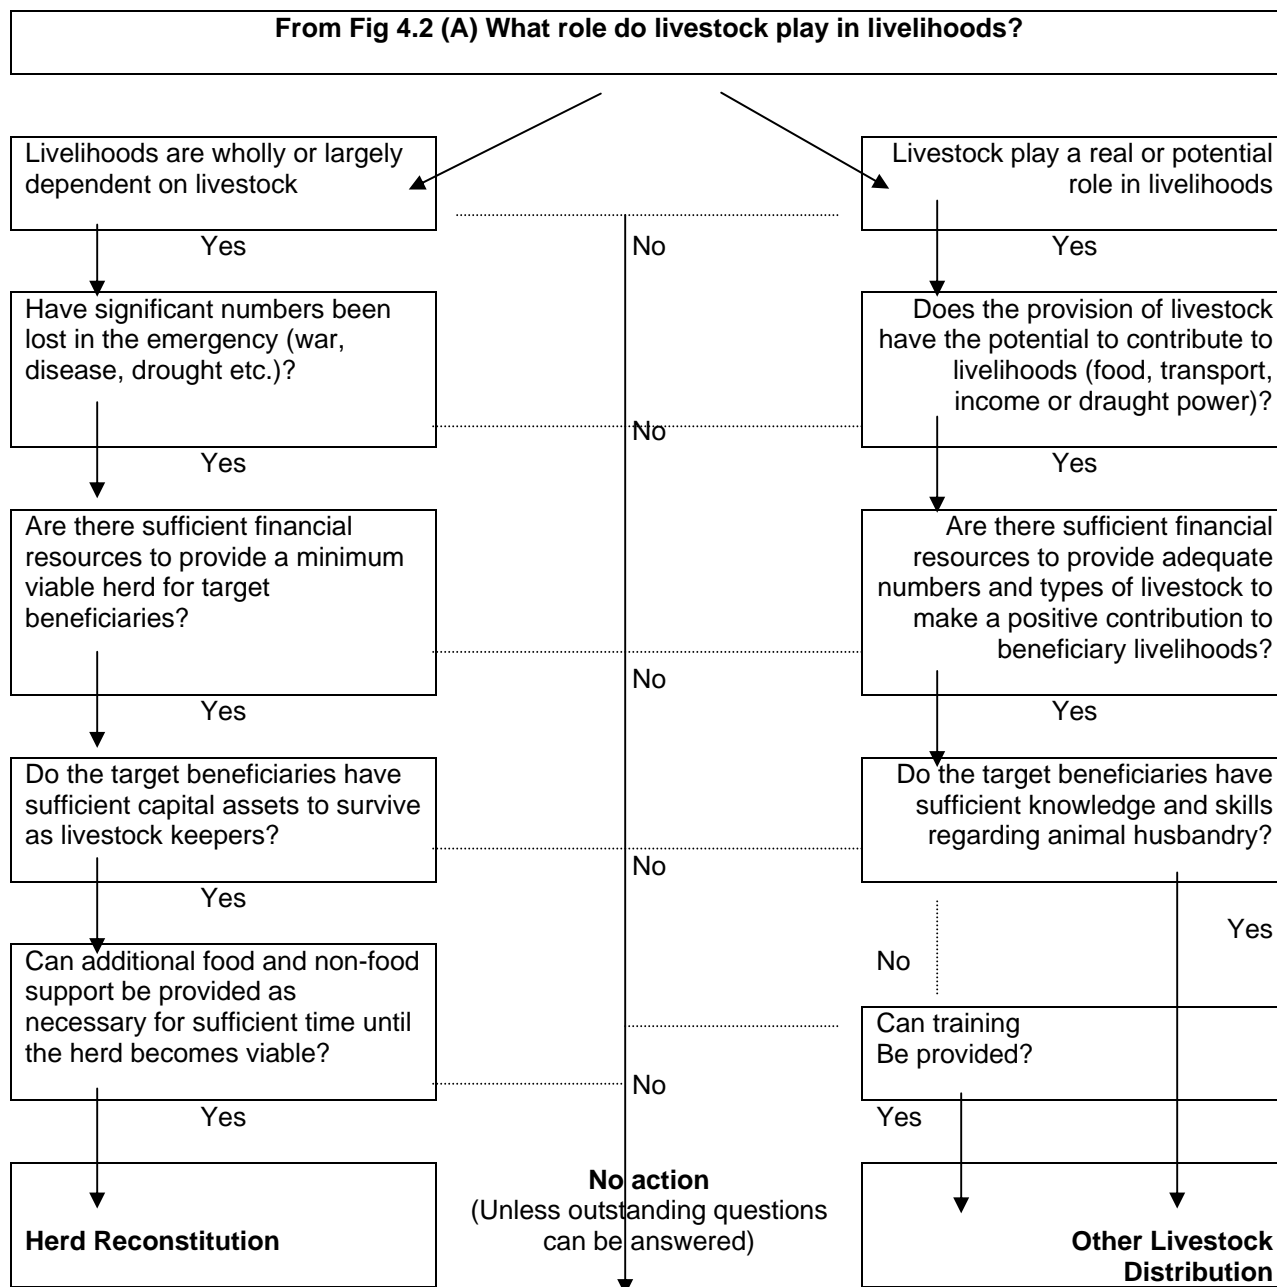 From Fig 4.2 (A) What role do livestock play in livelihoods?
Livelihoods are wholly or largely
dependent on livestock
Livestock play a real or potential
role in livelihoods
Yes
No
Yes
Have significant numbers been
lost in the emergency (war,
disease, drought etc.)?
Does the provision of livestock
have the potential to contribute to
livelihoods (food, transport,
income or draught power)?
No
Yes
Yes
Are there sufficient financial
resources to provide a minimum
viable herd for target
beneficiaries?
Are there sufficient financial
resources to provide adequate
numbers and types of livestock to
make a positive contribution to
beneficiary livelihoods?
No
Yes
Yes
Do the target beneficiaries have
sufficient capital assets to survive
as livestock keepers?
Do the target beneficiaries have
sufficient knowledge and skills
regarding animal husbandry?
No
Yes
Yes
No
Can additional food and non-food
support be provided as
necessary for sufficient time until
the herd becomes viable?
Can training
Be provided?
No
Yes
Yes
Herd Reconstitution
No action
(Unless outstanding questions
can be answered)
Other Livestock
Distribution